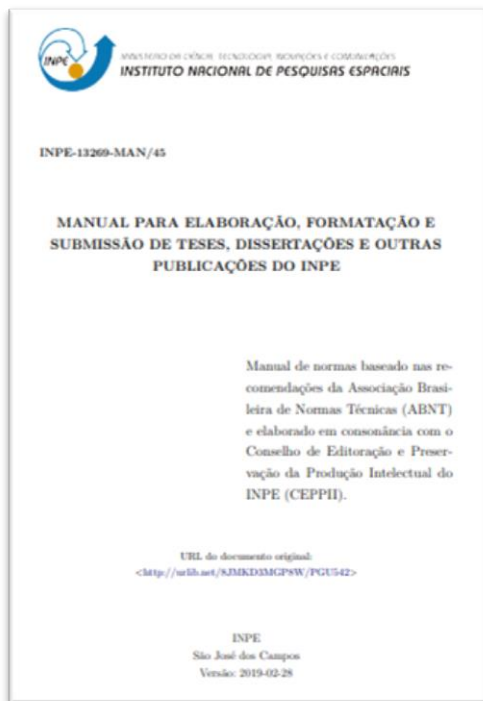 INPE
MINISTÉRIO DA CIÊNCIA, TECNOLOGIA, INOVAÇÕES E COMUNICAÇÕES
INSTITUTO NACIONAL DE PESQUISAS ESPACIAIS
INPE-13269-MAN/45
MANUAL PARA ELABORAÇÃO, FORMATAÇÃO E
SUBMISSÃO DE TESES, DISSERTAÇÕES E OUTRAS
PUBLICAÇÕES DO INPE
Manual de normas baseado nas re-
comendações da Associação Brasi-
leira de Normas Técnicas (ABNT)
e elaborado em consonância com o
Conselho de Editoração e Preser-
vação da Produção Intelectual do
INPE (CEPPII).
URL do documento original:
<http://urlib.net/8JMKD3MGP8W/PGU542>
INPE
São José dos Campos
Versão: 2019-02-28